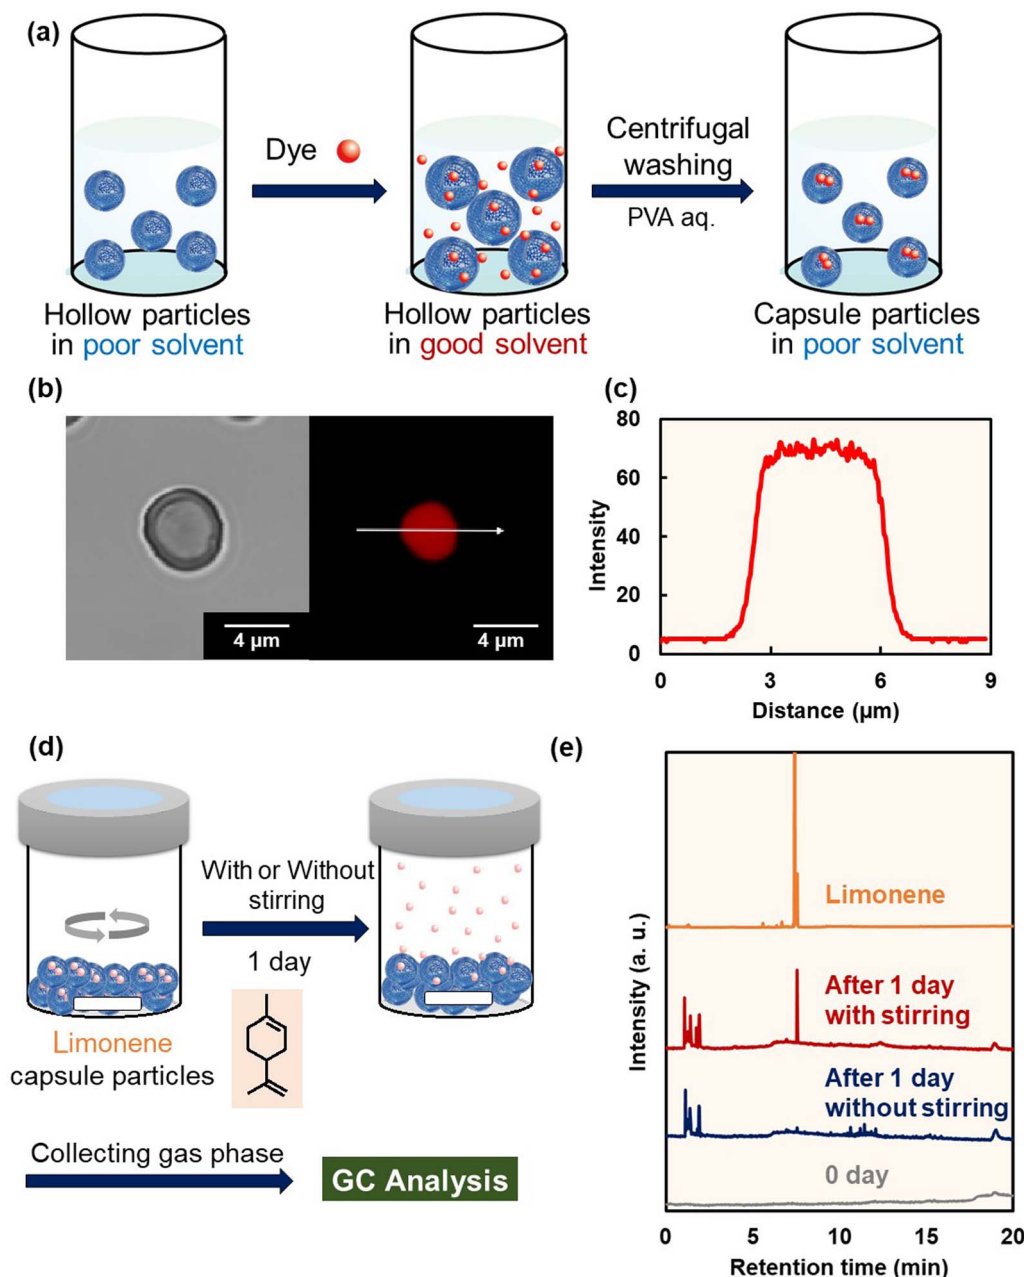 (a)
Dye
Centrifugal
washing
PVA aq.
Hollow particles
in poor solvent
Hollow particles
in good solvent
Capsule particles
in poor solvent
(b)
4 μm
4 μm
(c)
80
60
40
20
0
Intensity
0 3 6 9
Distance (μm)
(d)
With or Without
stirring
1 day
Limonene
capsule particles
Collecting gas phase
GC Analysis
(e)
Intensity (a. u.)
Limonene
After 1 day
with stirring
After 1 day
without stirring
0 day
0 5 10 15 20
Retention time (min)